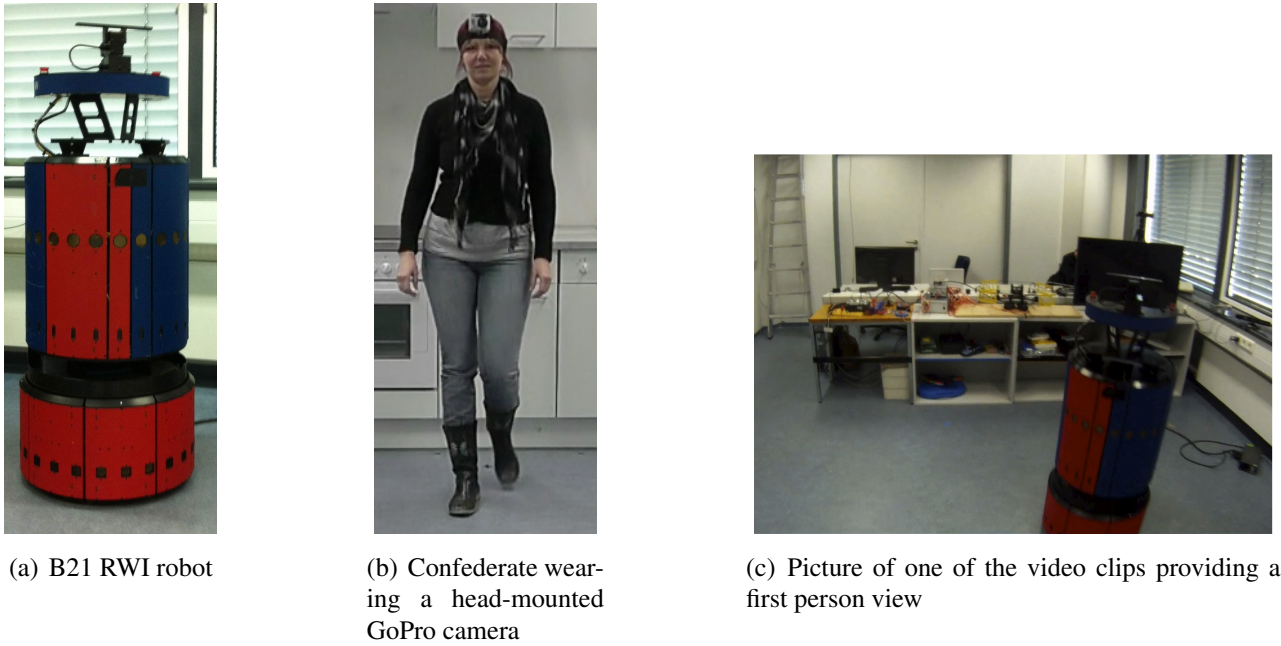 (a) B21 RWI robot
(b) Confederate wear-
ing a head-mounted
GoPro camera
(c) Picture of one of the video clips providing a
first person view